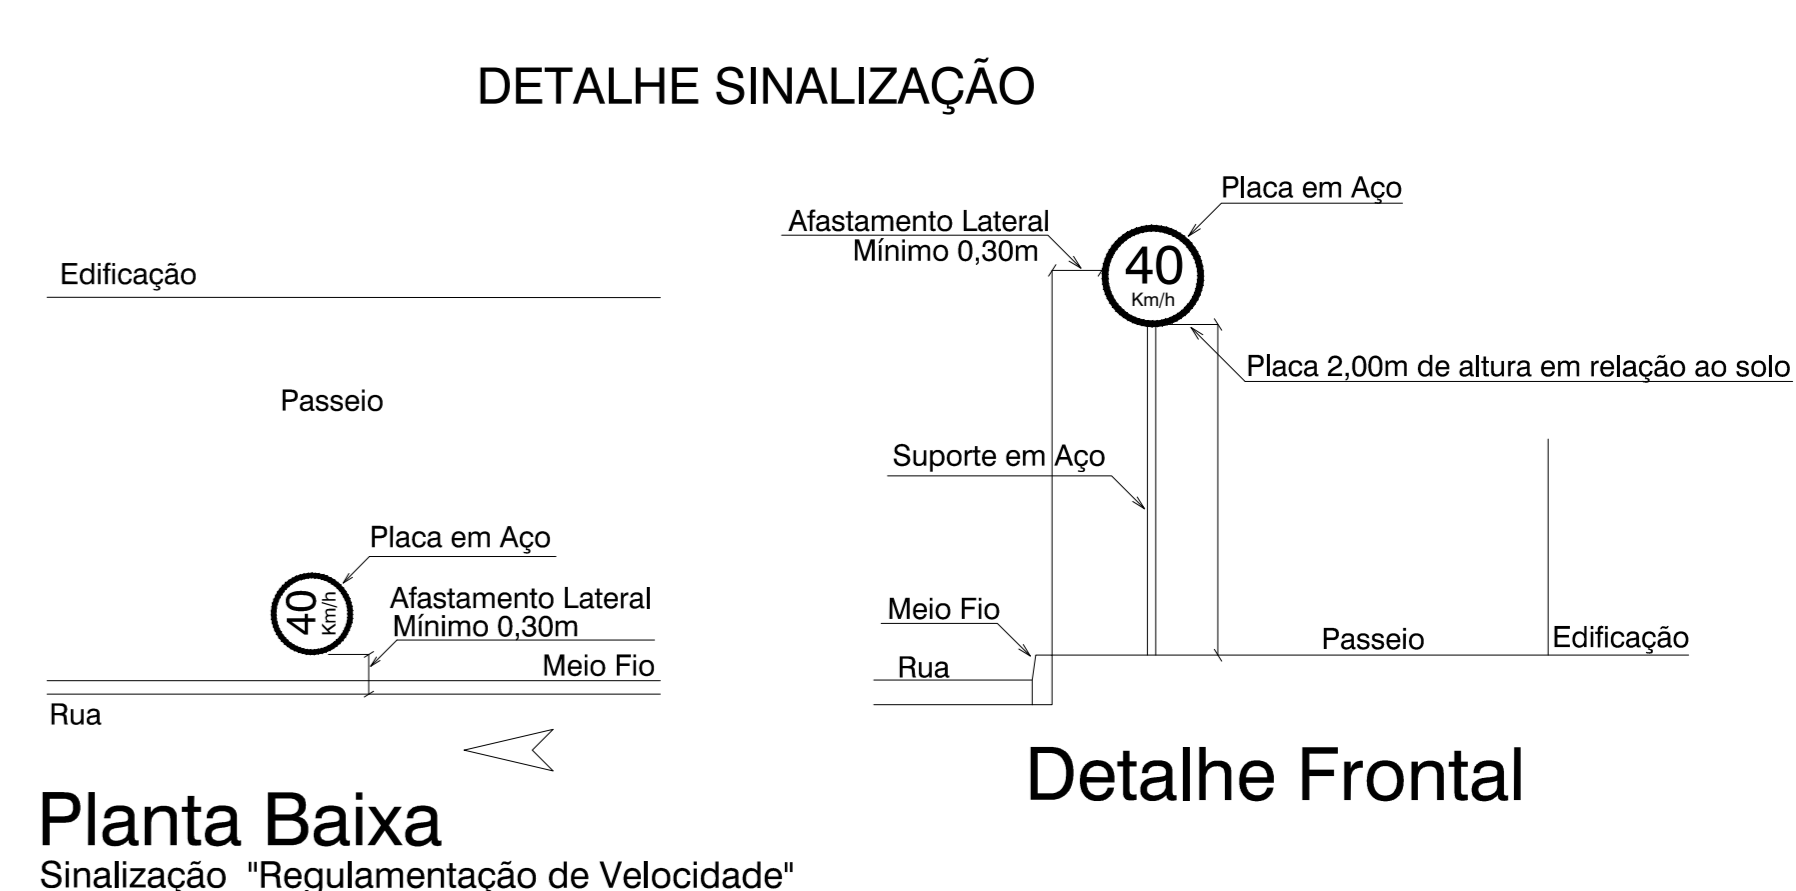 DETALHE SINALIZAÇÃO
Edificação
Passeio
Placa em Aço
40
Km/h
Afastamento Lateral
Mínimo 0,30m
Meio Fio
Rua
Planta Baixa
Sinalização "Regulamentação de Velocidade"
Placa em Aço
Afastamento Lateral
Mínimo 0,30m
40
Km/h
Placa 2,00m de altura em relação ao solo
Suporte em Aço
Meio Fio
Rua
Passeio
Edificação
Detalhe Frontal